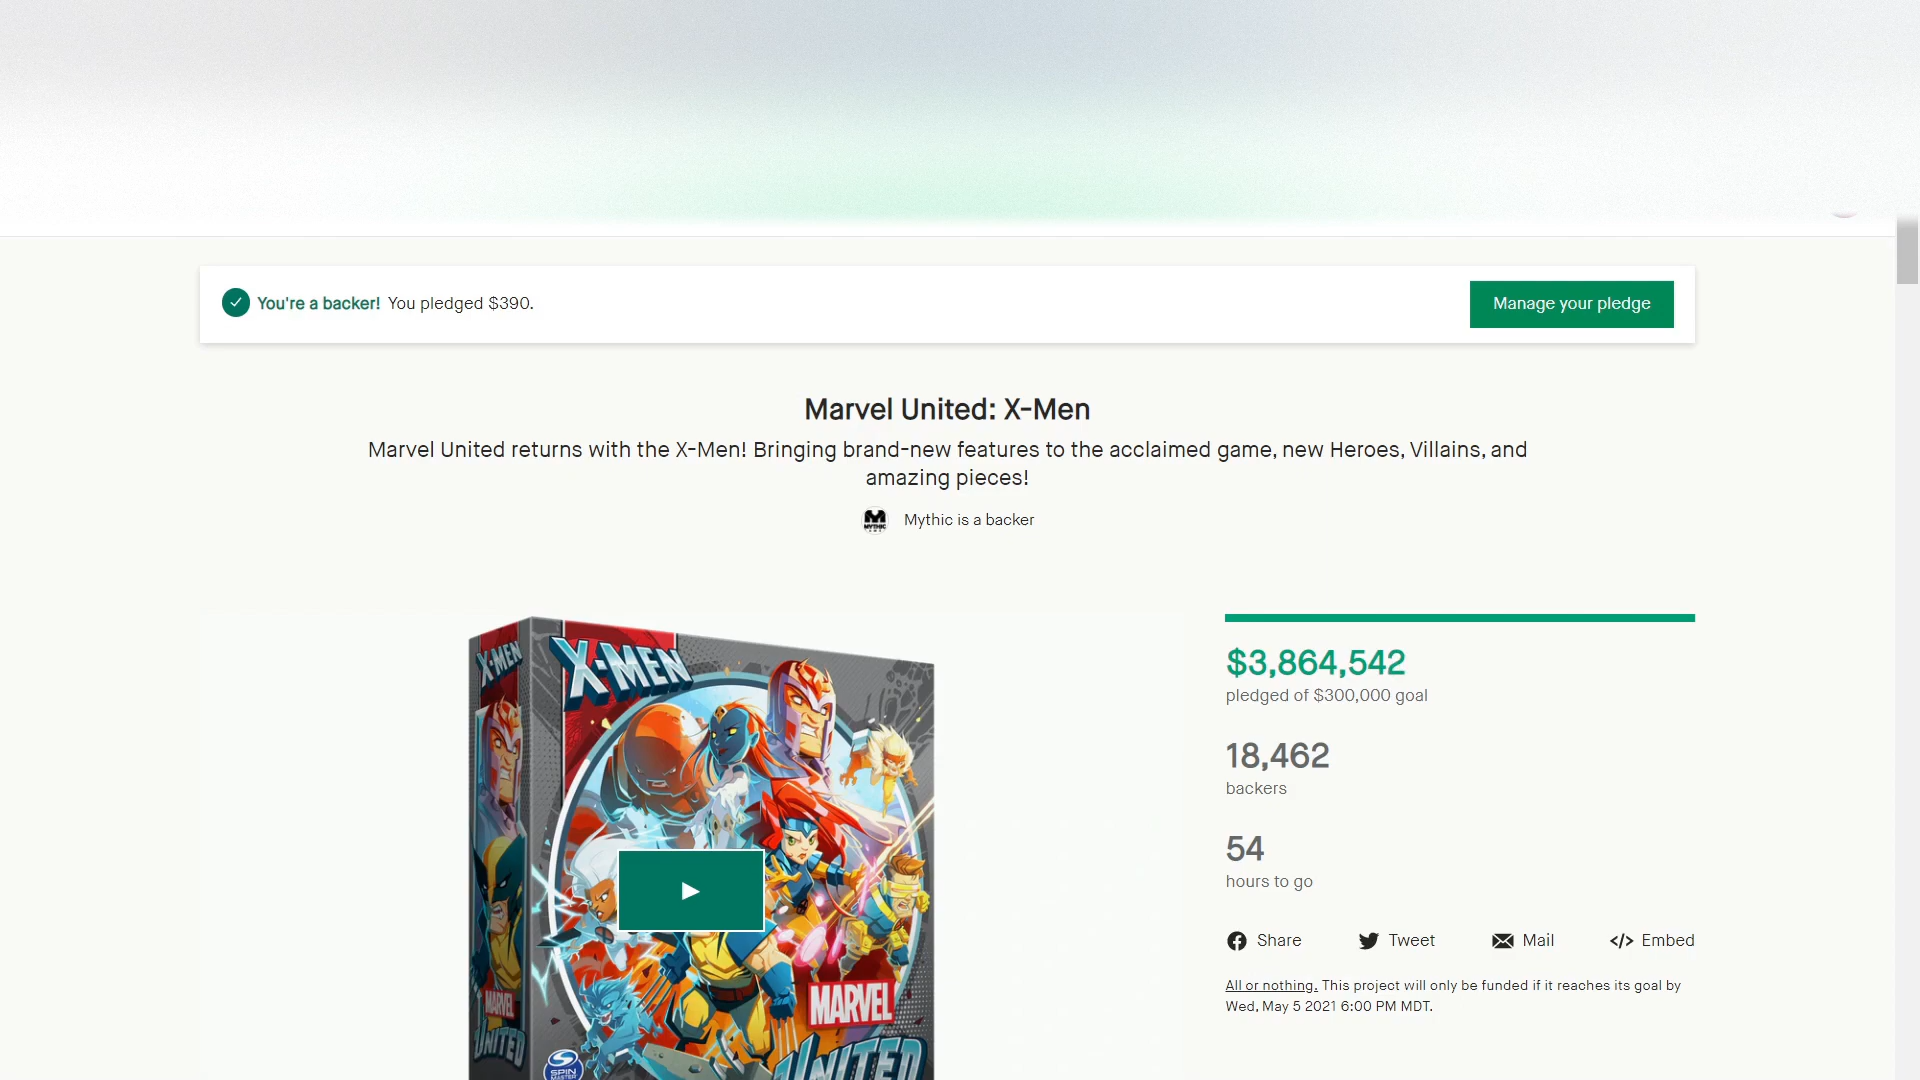 You're a backer! You pledged $390.
Manage your pledge
Marvel United: X-Men
Marvel United returns with the X-Men! Bringing brand-new features to the acclaimed game, new Heroes, Villains, and
amazing pieces!
MYTHIC
Mythic is a backer
X-MEN
X-MEN
MARVEL
UNITED
SPIN
MASTER
MARVEL
UNITED
$3,864,542
pledged of $300,000 goal
18,462
backers
54
hours to go
Share
Tweet
Mail
</> Embed
All or nothing. This project will only be funded if it reaches its goal by
Wed, May 5 2021 6:00 PM MDT.